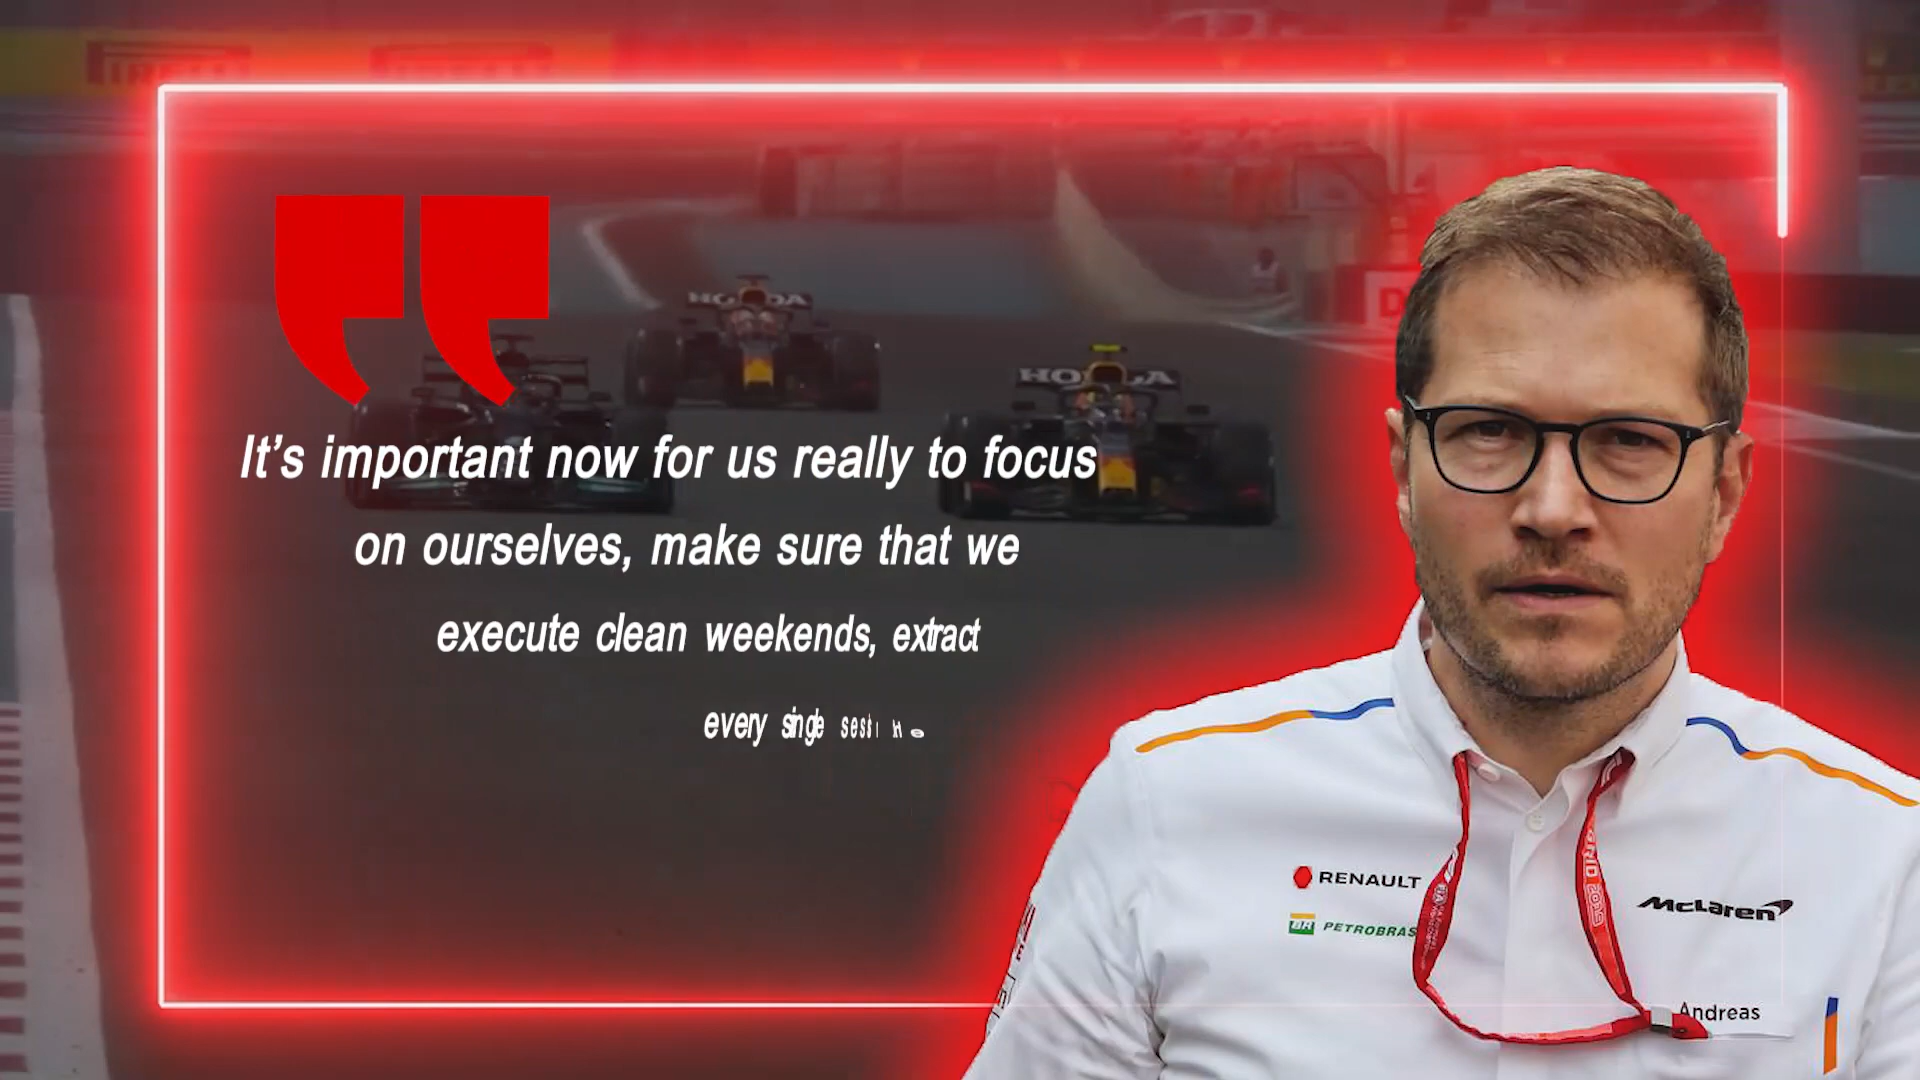 HONDA
HONDA
It’s important now for us really to focus
on ourselves, make sure that we
execute clean weekends, extract
every single
RENAULT
McLaren
BR PETROBRAS
Andreas